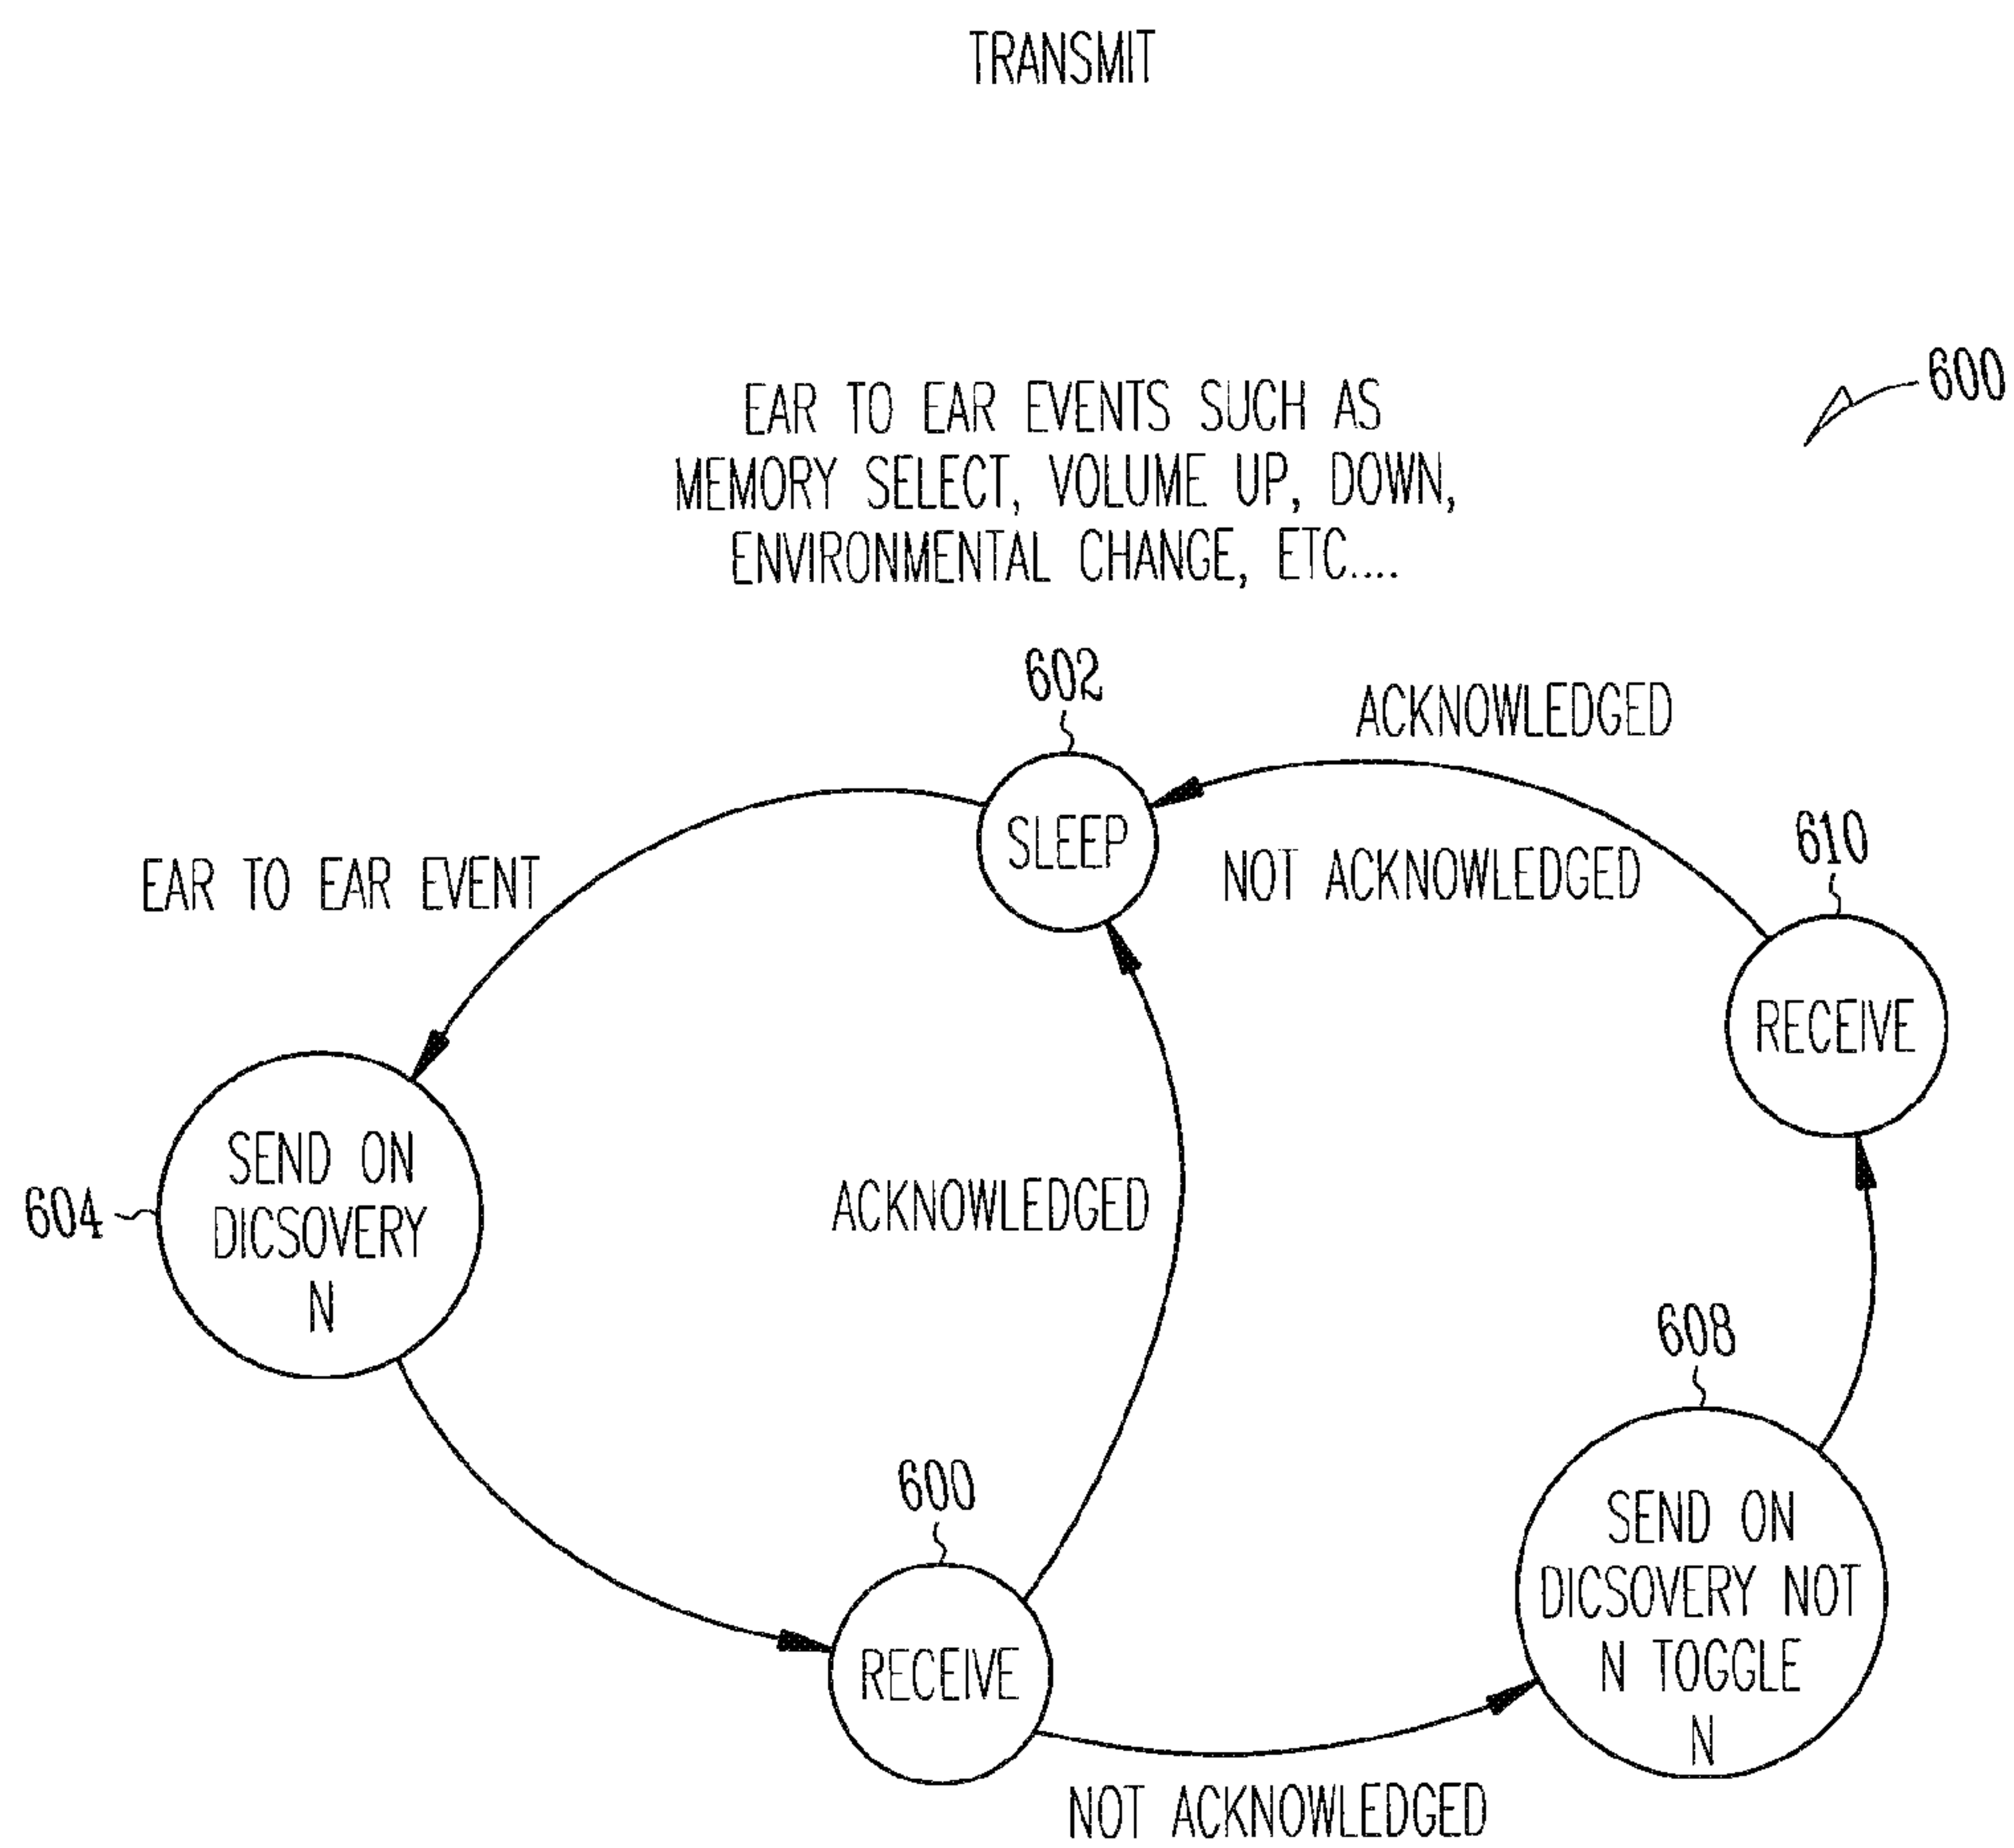 TRANSMIT
600
EAR TO EAR EVENTS SUCH AS
MEMORY SELECT, VOLUME UP, DOWN,
ENVIRONMENTAL CHANGE, ETC....
602
ACKNOWLEDGED
SLEEP
NOT ACKNOWLEDGED
610
EAR TO EAR EVENT
RECEIVE
604
SEND ON
DICSOVERY
N
ACKNOWLEDGED
608
600
SEND ON
DICSOVERY NOT
N TOGGLE
N
RECEIVE
NOT ACKNOWLEDGED